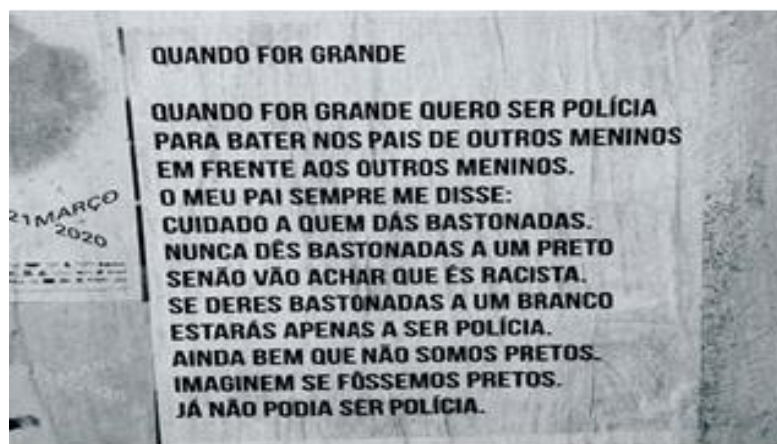 QUANDO FOR GRANDE
QUANDO FOR GRANDE QUERO SER POLÍCIA
PARA BATER NOS PAIS DE OUTROS MENINOS
EM FRENTE AOS OUTROS MENINOS.
O MEU PAI SEMPRE ME DISSE:
CUIDADO A QUEM DÁS BASTONADAS.
NUNCA DÊS BASTONADAS A UM PRETO
SENÃO VÃO ACHAR QUE ÉS RACISTA.
SE DERES BASTONADAS A UM BRANCO
ESTARÁS APENAS A SER POLÍCIA.
AINDA BEM QUE NÃO SOMOS PRETOS.
IMAGINEM SE FÔSSEMOS PRETOS.
JÁ NÃO PODIA SER POLÍCIA.
21 MARÇO
2020